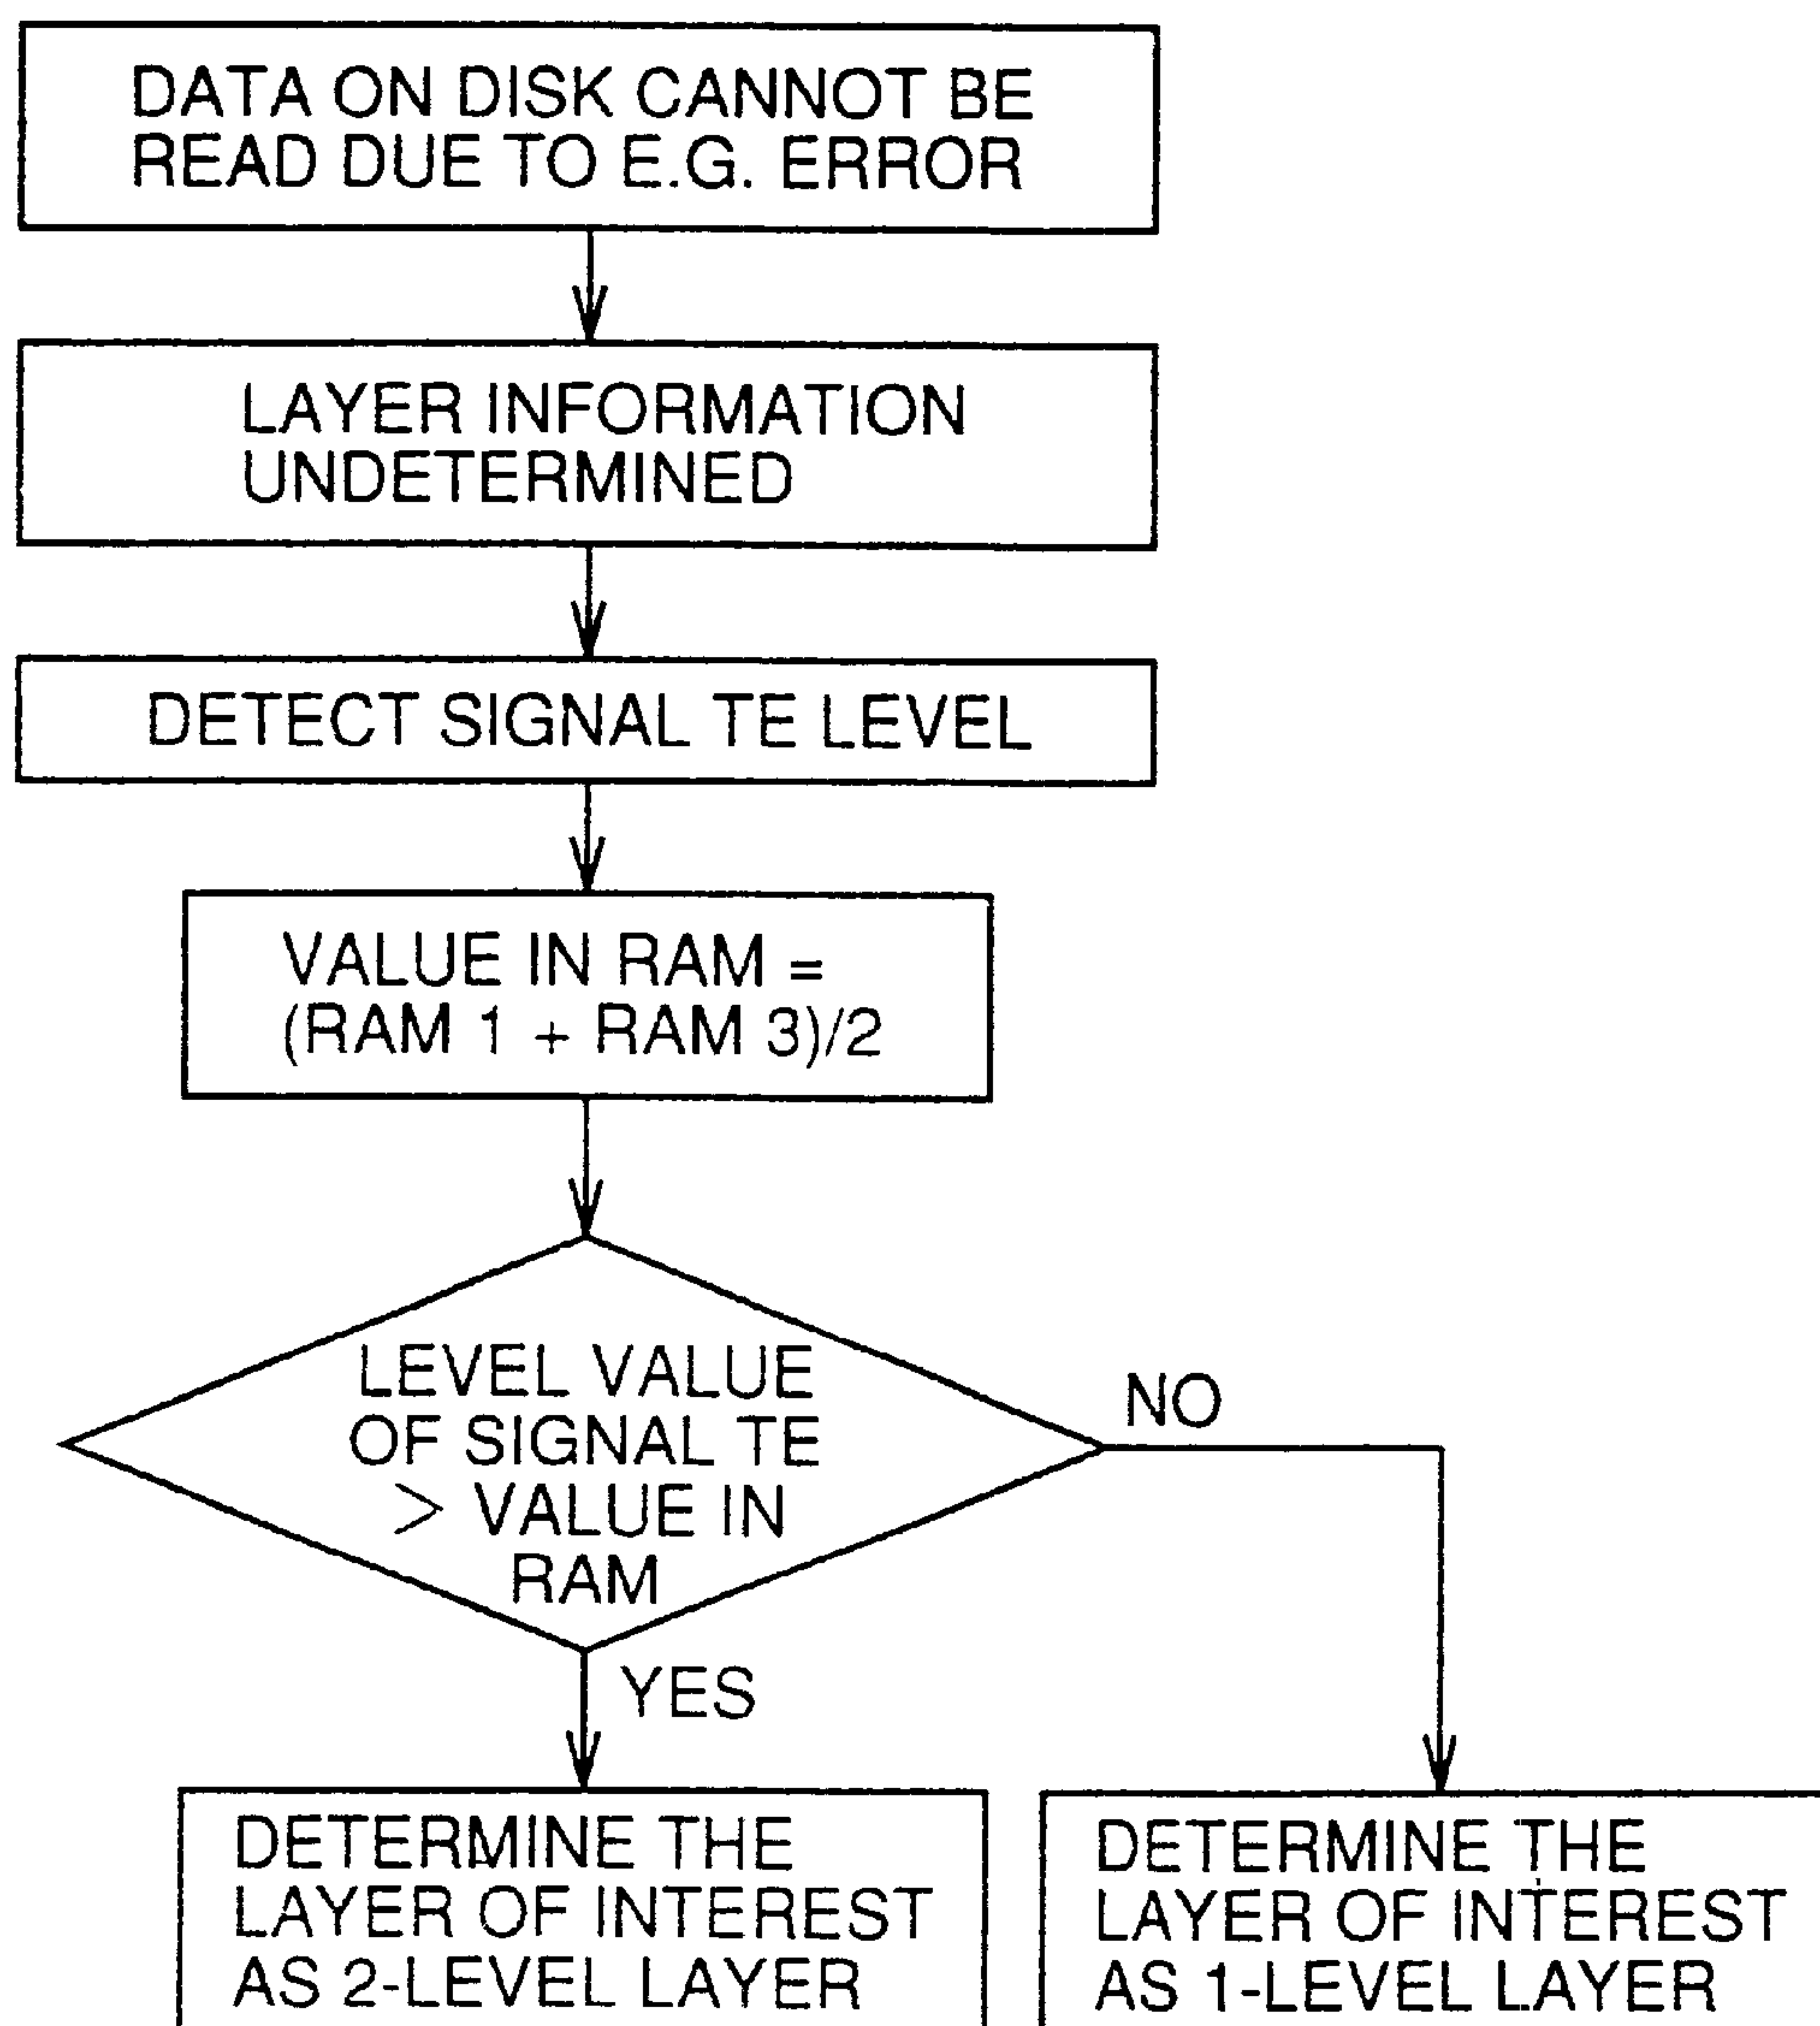 DATA ON DISK CANNOT BE
READ DUE TO E.G. ERROR
LAYER INFORMATION
UNDETERMINED
DETECT SIGNAL TE LEVEL
VALUE IN RAM =
(RAM 1 + RAM 3)/2
LEVEL VALUE
OF SIGNAL TE
> VALUE IN
RAM
NO
YES
DETERMINE THE
LAYER OF INTEREST
AS 2-LEVEL LAYER
DETERMINE THE
LAYER OF INTEREST
AS 1-LEVEL LAYER